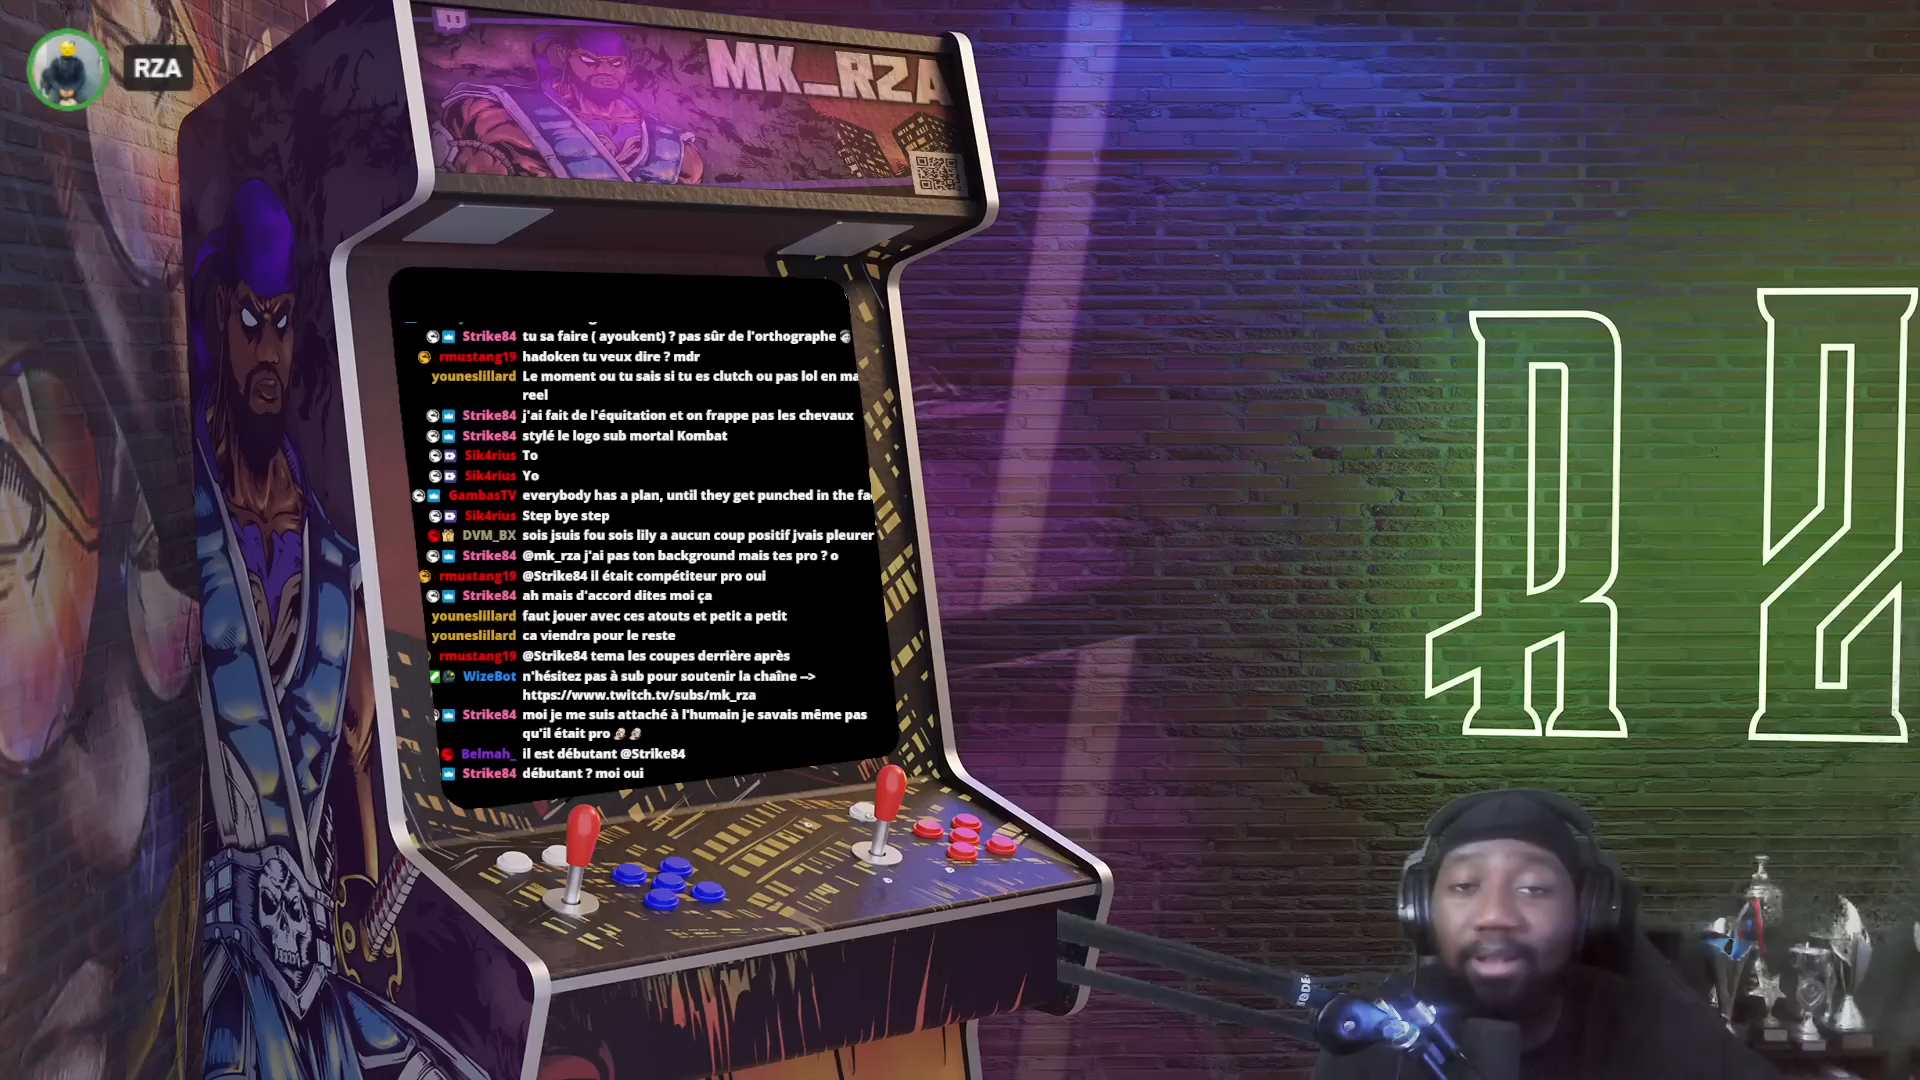 RZA
MK_RZA
Strike84 tu sa faire ( ayoukent) ? pas sûr de l'orthographe
rmustang19 hadoken tu veux dire ? mdr
youneslillard Le moment ou tu sais si tu es clutch ou pas lol en ma
reel
Strike84 j'ai fait de l'équitation et on frappe pas les chevaux
Strike84 stylé le logo sub mortal Kombat
Sik4rius To
Sik4rius Yo
GambasTV everybody has a plan, until they get punched in the fa
Sik4rius Step bye step
DVM_BX sois jsuis fou sois lily a aucun coup positif jvais pleurer
Strike84 @mk_rza j'ai pas ton background mais tes pro ? o
rmustang19 @Strike84 il était compétiteur pro oui
Strike84 ah mais d'accord dites moi ça
youneslillard faut jouer avec ces atouts et petit a petit
youneslillard ca viendra pour le reste
rmustang19 @Strike84 tema les coupes derrière après
WizeBot n'hésitez pas à sub pour soutenir la chaîne -->
https://www.twitch.tv/subs/mk_rza
Strike84 moi je me suis attaché à l'humain je savais même pas
qu'il était pro
Belmah_ il est débutant @Strike84
Strike84 débutant ? moi oui
RZ